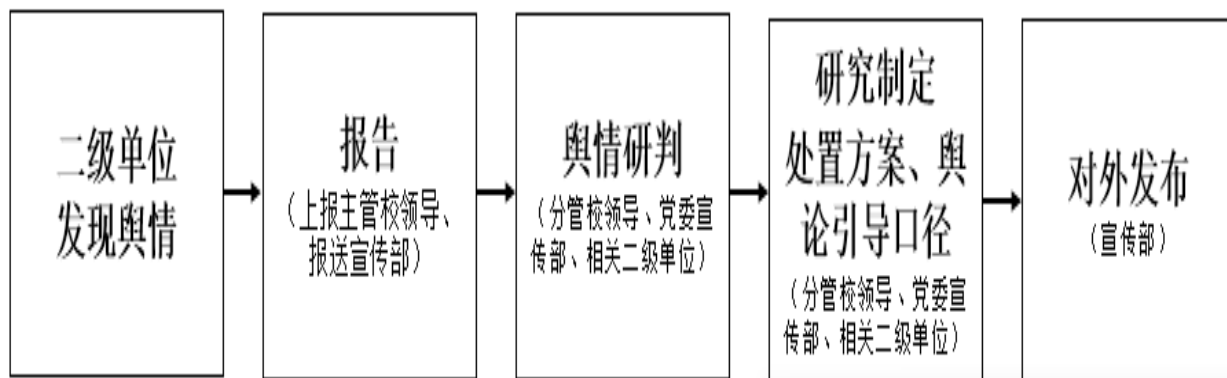 二级单位
发现舆情
报告
（上报主管校领导、
报送宣传部）
舆情研判
（分管校领导、党委宣
传部、相关二级单位）
研究制定
处置方案、舆
论引导口径
（分管校领导、党委宣
传部、相关二级单位）
对外发布
（宣传部）